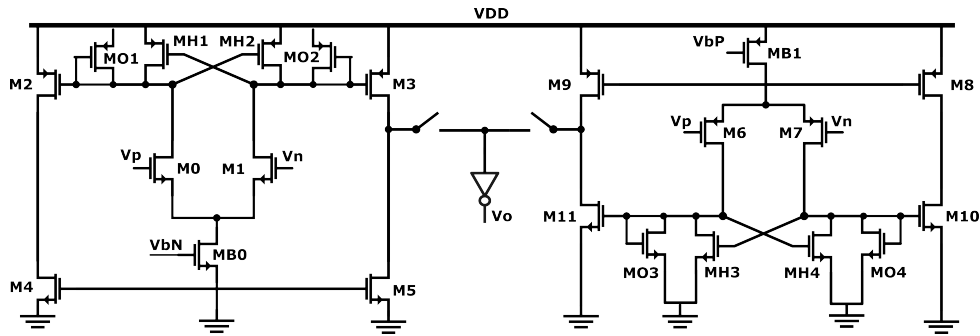 VDD
MH1 MH2 VbP
MO1 MO2 MB1
M2 M3 M9 M8
Vp M6 M7 Vn
Vp M0 M1 Vn
Vo M11 M10
VbN MB0 MO3 MH3 MH4 MO4
M4 M5